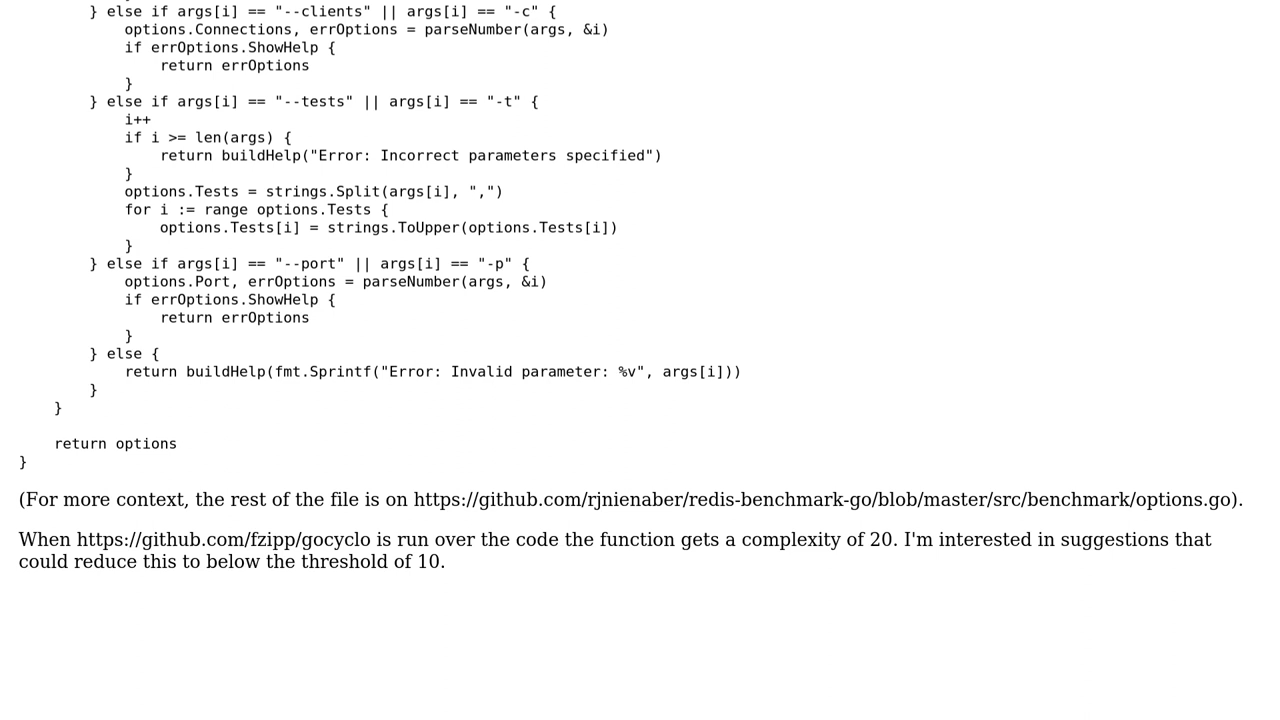 } else if args[i] == "--clients" || args[i] == "-c" {
options.Connections, errOptions = parseNumber(args, &i)
if errOptions.ShowHelp {
return errOptions
}
} else if args[i] == "--tests" || args[i] == "-t" {
i++
if i >= len(args) {
return buildHelp("Error: Incorrect parameters specified")
}
options.Tests = strings.Split(args[i], ",")
for i := range options.Tests {
options.Tests[i] = strings.ToUpper(options.Tests[i])
}
} else if args[i] == "--port" || args[i] == "-p" {
options.Port, errOptions = parseNumber(args, &i)
if errOptions.ShowHelp {
return errOptions
}
} else {
return buildHelp(fmt.Sprintf("Error: Invalid parameter: %v", args[i]))
}
}
return options
}
(For more context, the rest of the file is on https://github.com/rjnienaber/redis-benchmark-go/blob/master/src/benchmark/options.go).
When https://github.com/fzipp/gocyclo is run over the code the function gets a complexity of 20. I'm interested in suggestions that
could reduce this to below the threshold of 10.